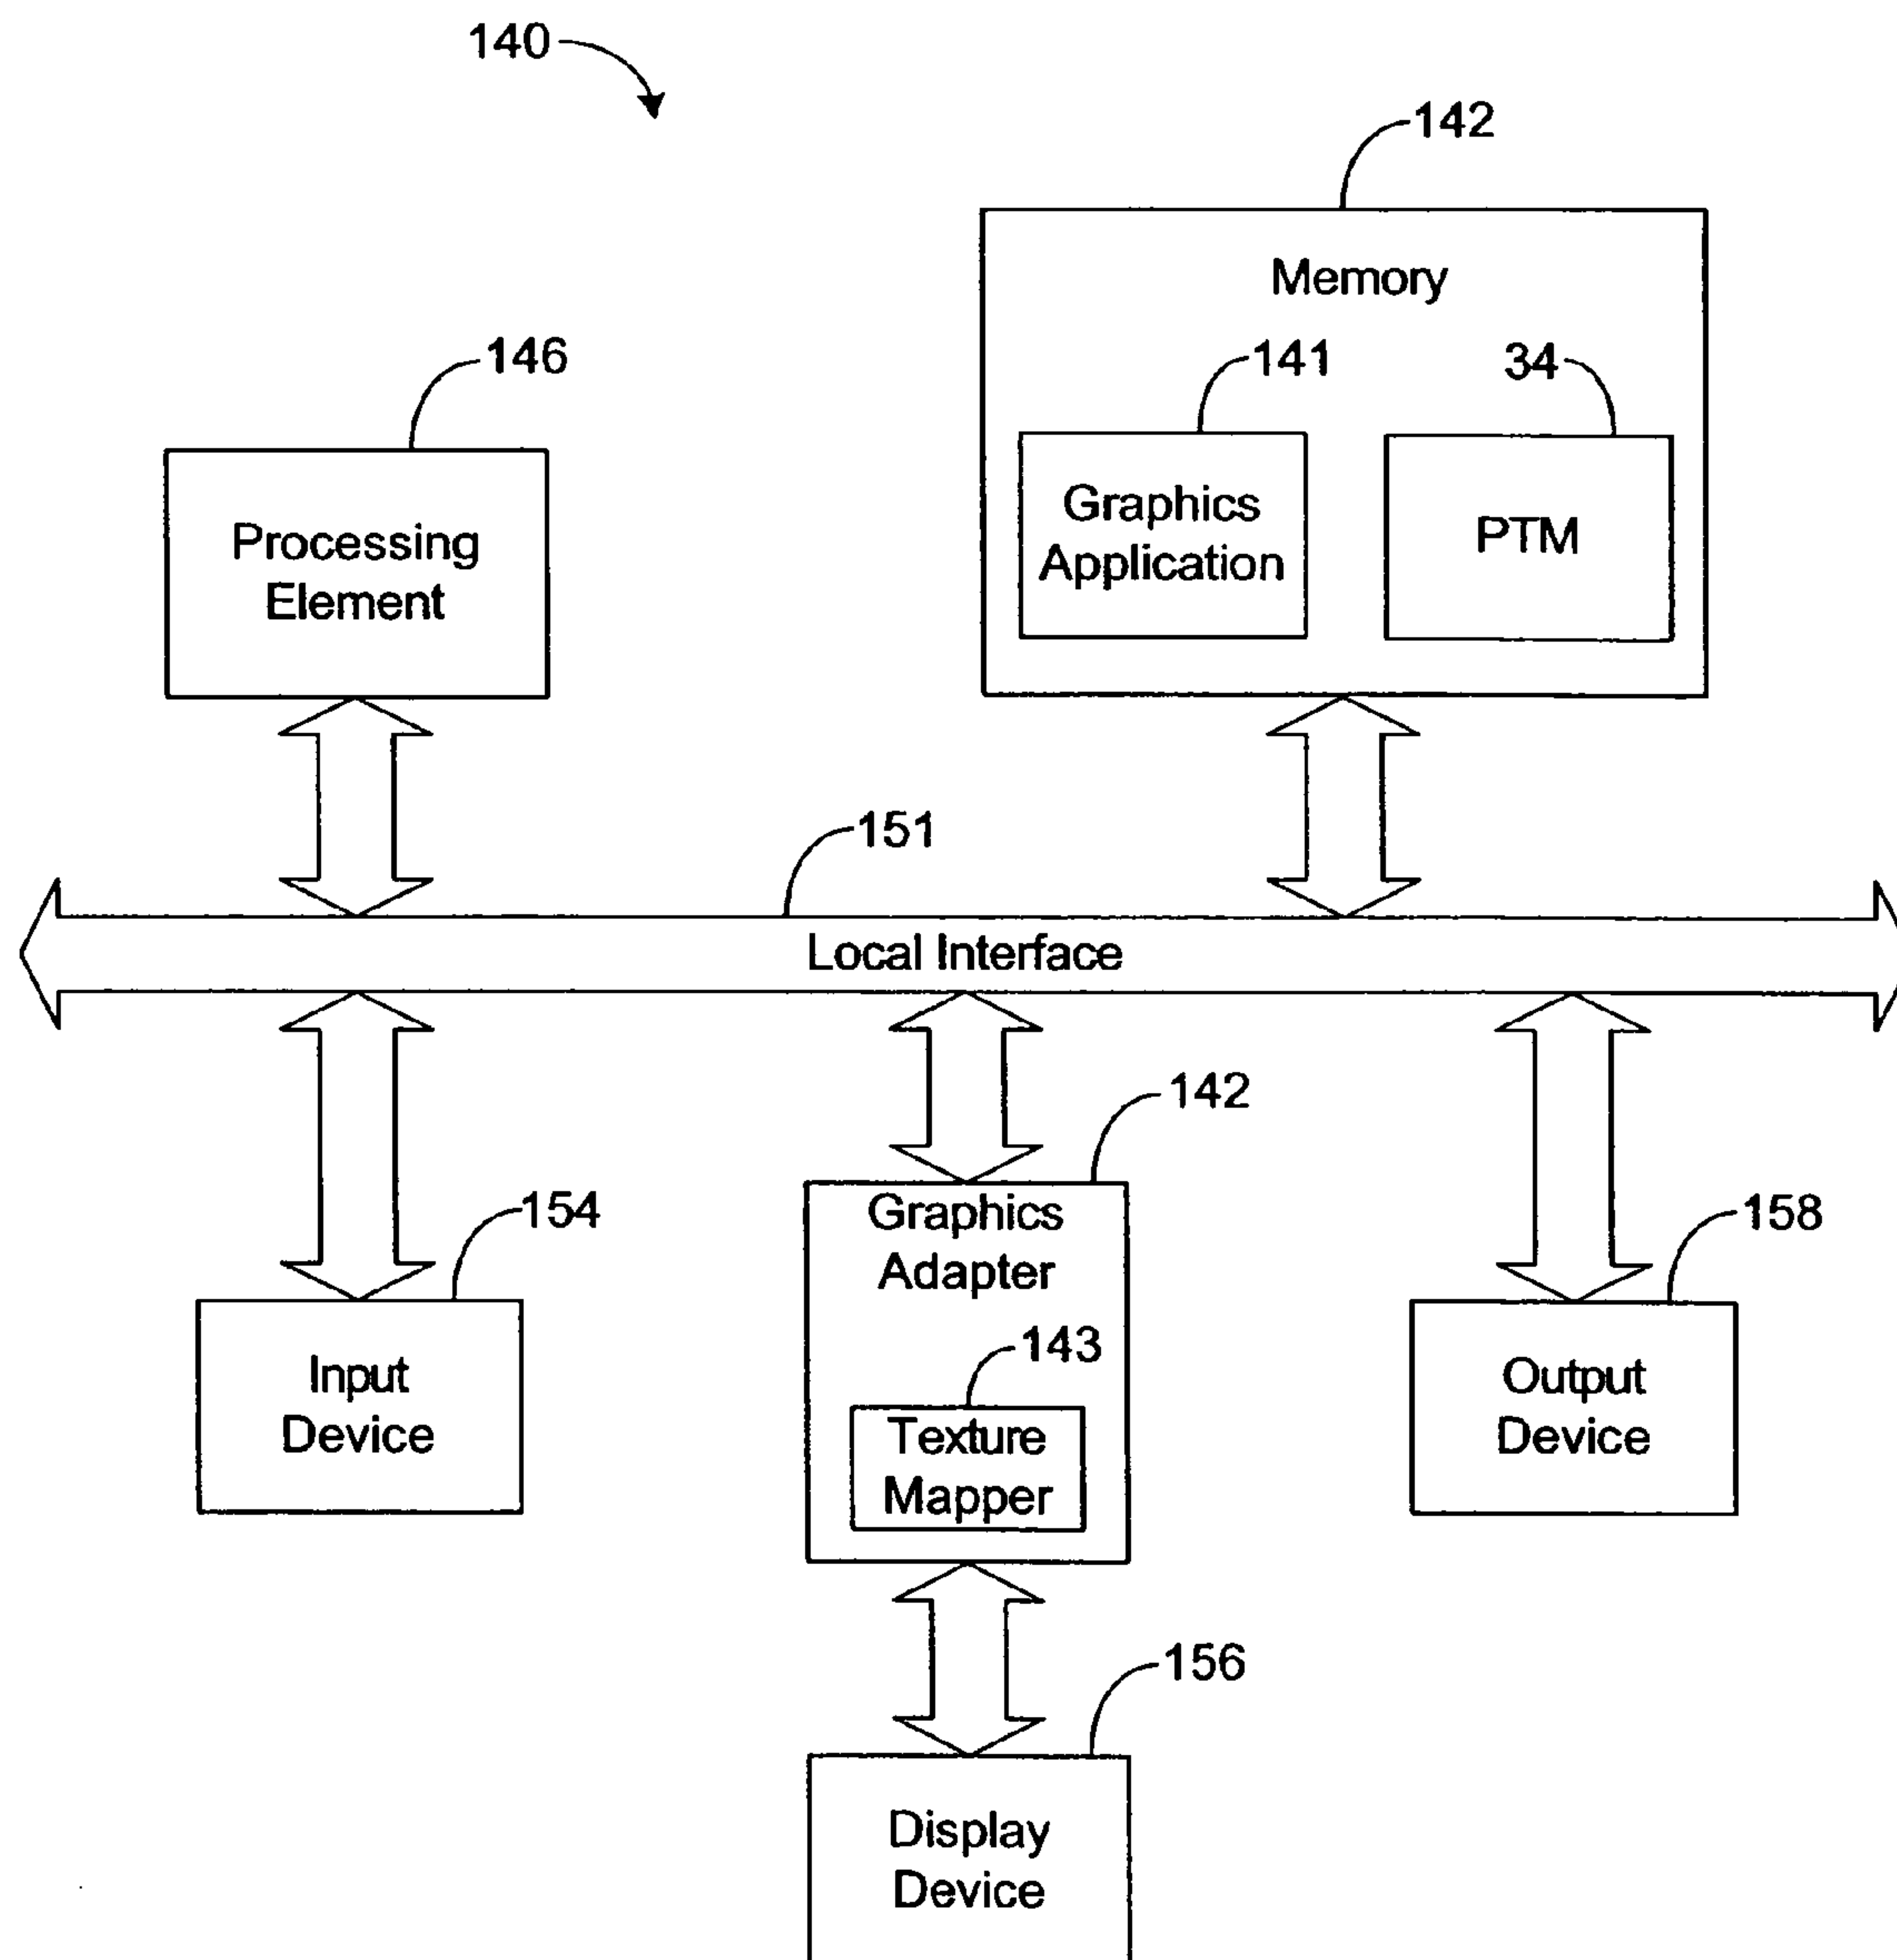 140
142
Memory
146
141
34
Processing
Element
Graphics
Application
PTM
151
Local Interface
142
154
Graphics
Adapter
158
143
Input
Device
Texture
Mapper
Output
Device
156
Display
Device